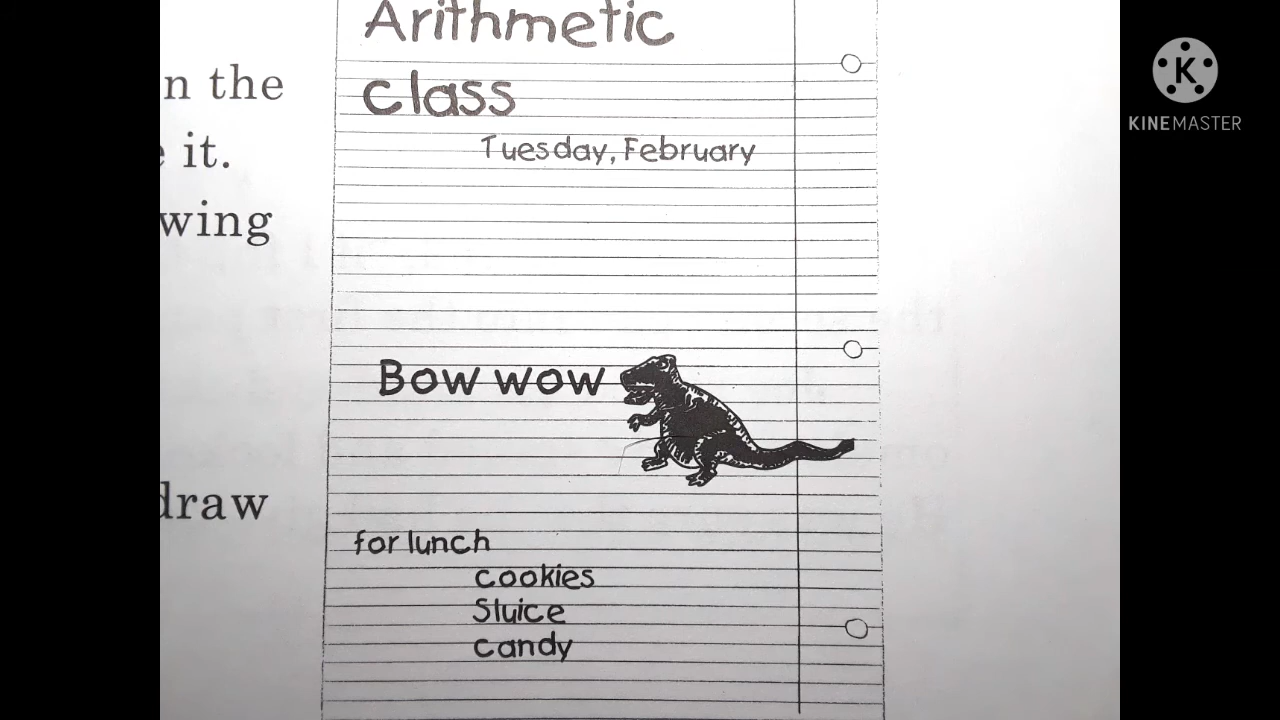 Arithmetic
class
Tuesday, February
Bow wow
for lunch
cookies
Sluice
candy
n the
it.
wing
draw
K
KINEMASTER